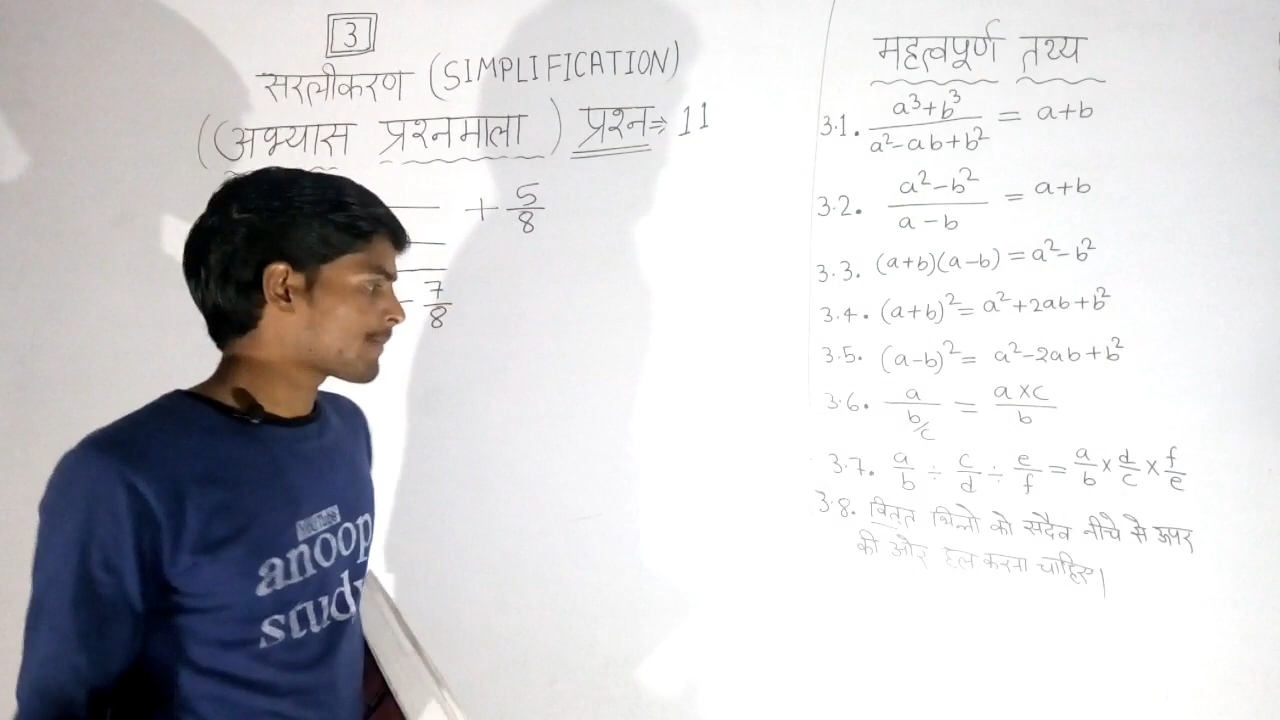 3
सरलीकरण (SIMPLIFICATION)
(अभ्यास प्रश्नमाला) प्रश्न⇒ 11
+ 5/8
- 7/8
महत्वपूर्ण तथ्य
3.1. (a³+b³)/(a²-ab+b²) = a+b
3.2. (a²-b²)/(a-b) = a+b
3.3. (a+b)(a-b) = a²-b²
3.4. (a+b)² = a²+2ab+b²
3.5. (a-b)² = a²-2ab+b²
3.6. a/(b/c) = (a×c)/b
3.7. a/b ÷ c/d ÷ e/f = a/b × d/c × f/e
3.8. वितत भिन्नो को सदैव नीचे से ऊपर
की ओर हल करना चाहिए।
YouTube
anoop
study